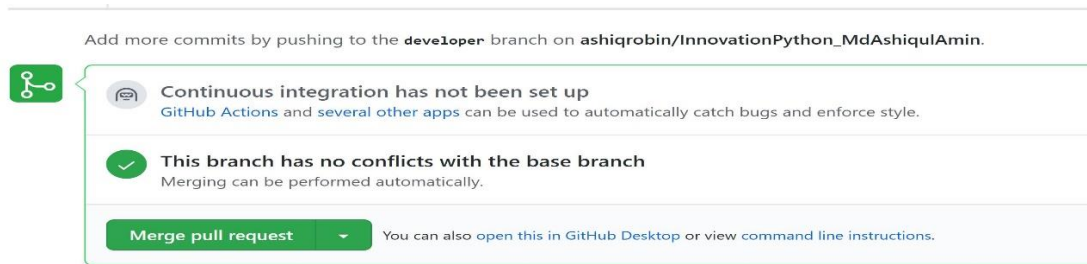 Add more commits by pushing to the developer branch on ashiqrobin/InnovationPython_MdAshiqulAmin.
Continuous integration has not been set up
GitHub Actions and several other apps can be used to automatically catch bugs and enforce style.
This branch has no conflicts with the base branch
Merging can be performed automatically.
Merge pull request
You can also open this in GitHub Desktop or view command line instructions.